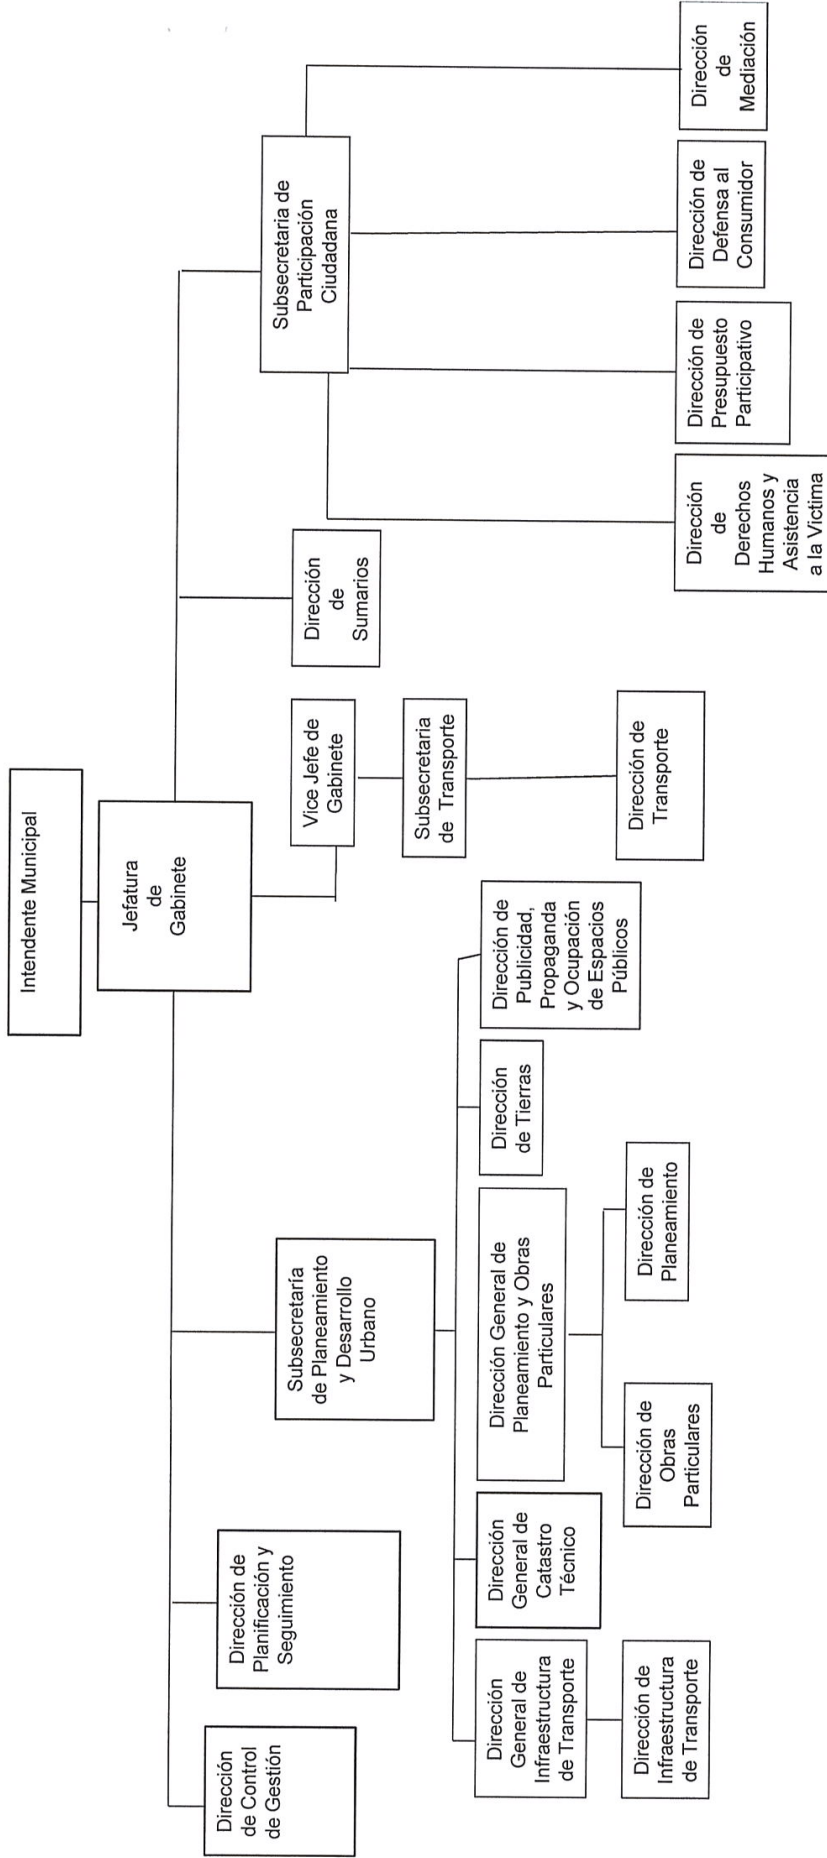 Intendente Municipal
Jefatura
de
Gabinete
Dirección
de Control
de Gestión
Dirección de
Planificación y
Seguimiento
Subsecretaría
de Planeamiento
y Desarrollo
Urbano
Vice Jefe de
Gabinete
Dirección
de
Sumarios
Subsecretaria de
Participación
Ciudadana
Subsecretaria
de Transporte
Dirección
General de
Infraestructura
de Transporte
Dirección
General de
Catastro
Técnico
Dirección General de
Planeamiento y Obras
Particulares
Dirección
de Tierras
Dirección de
Publicidad,
Propaganda
y Ocupación
de Espacios
Públicos
Dirección de
Infraestructura
de Transporte
Dirección de
Obras
Particulares
Dirección de
Planeamiento
Dirección de
Transporte
Dirección
de
Derechos
Humanos y
Asistencia
a la Victima
Dirección de
Presupuesto
Participativo
Dirección de
Defensa al
Consumidor
Dirección
de
Mediación